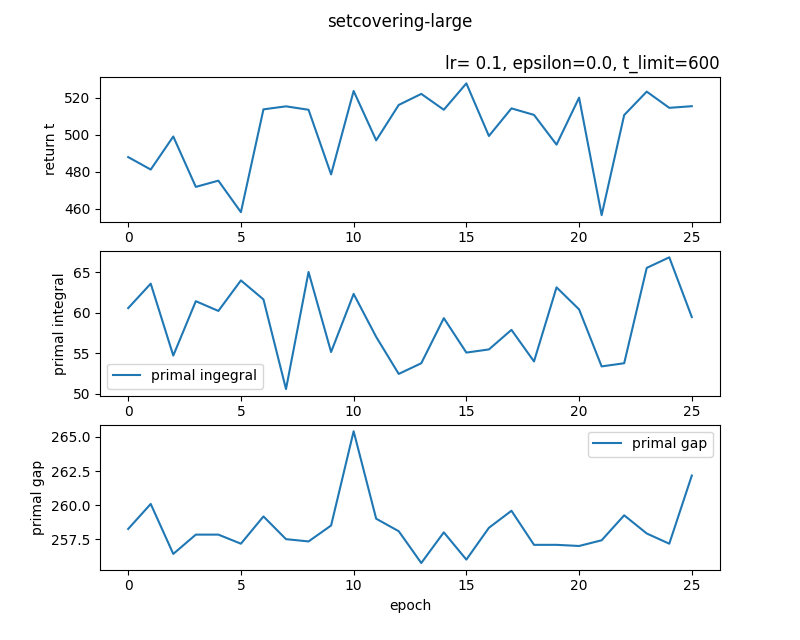 setcovering-large
lr= 0.1, epsilon=0.0, t_limit=600
return t
520
500
480
460
0 5 10 15 20 25
primal integral
65
60
55
50
primal ingegral
0 5 10 15 20 25
primal gap
265.0
262.5
260.0
257.5
primal gap
0 5 10 15 20 25
epoch